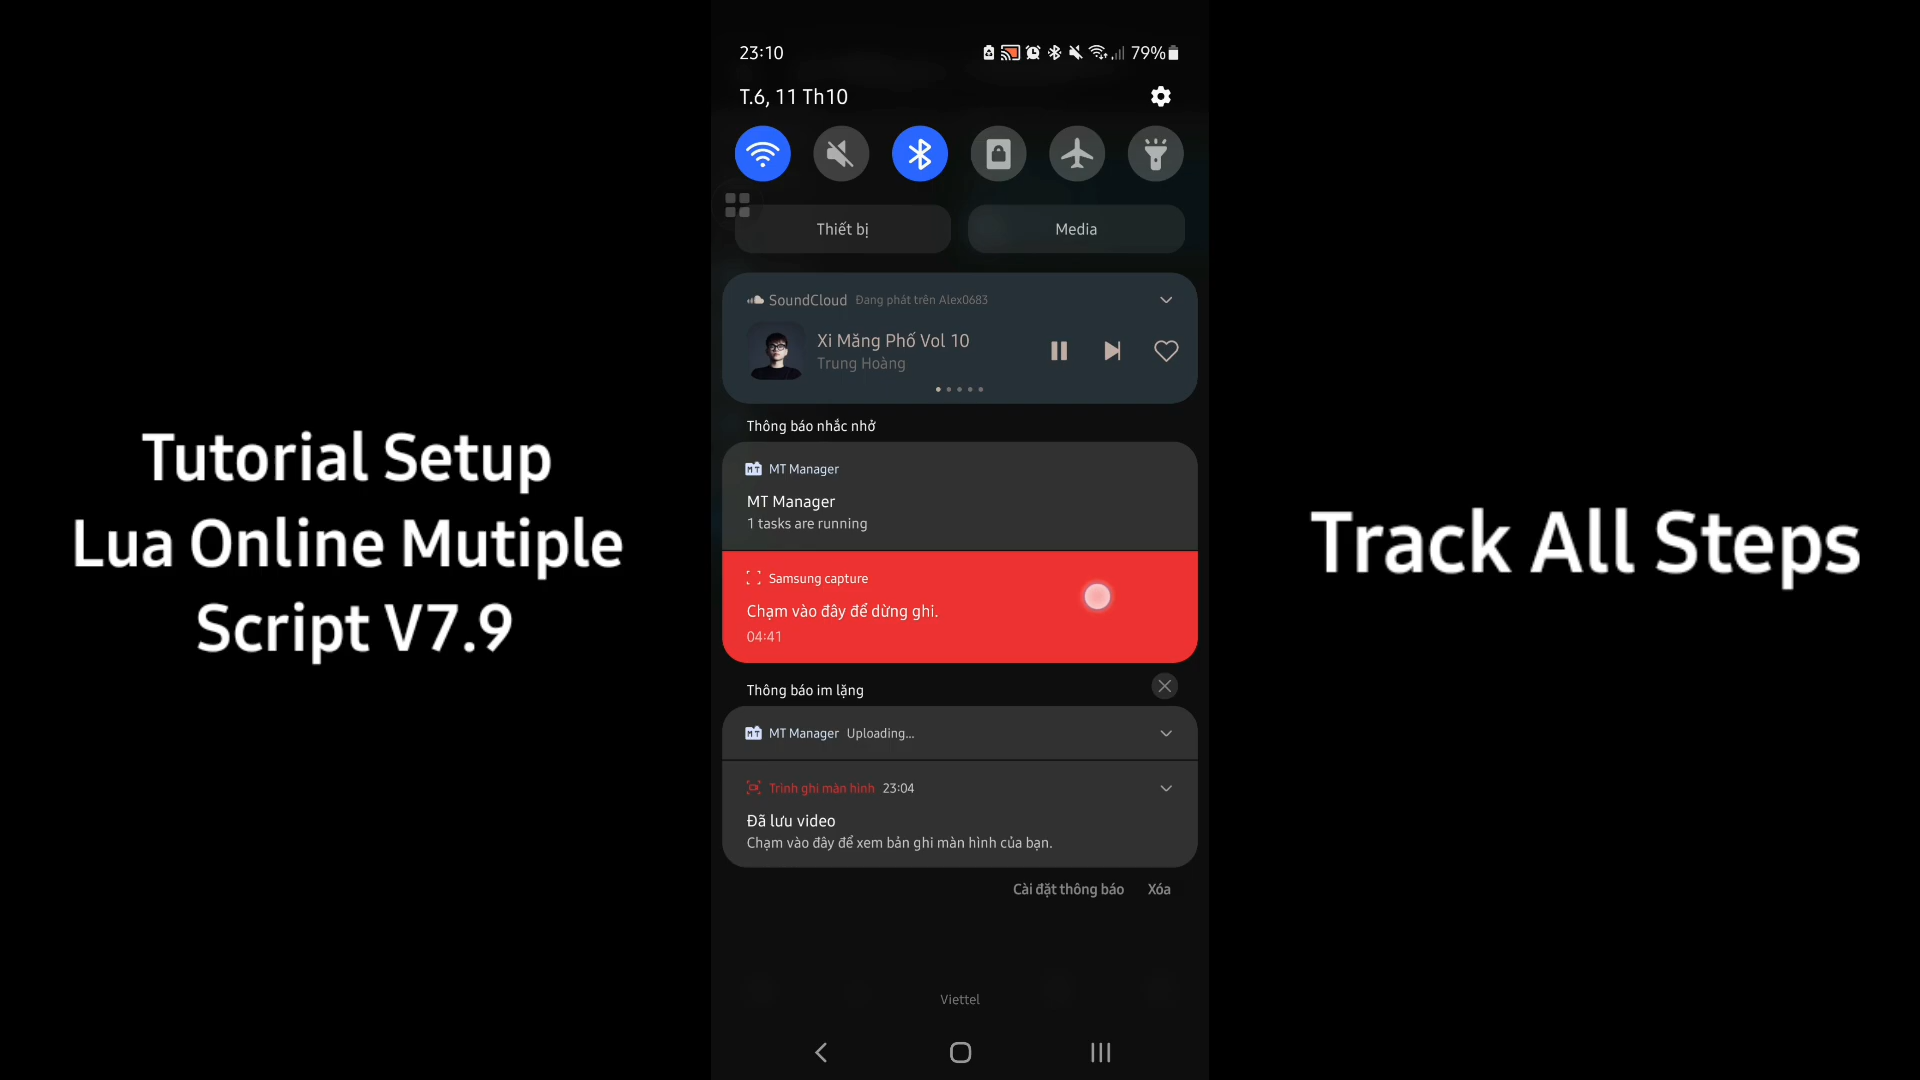 Tutorial Setup
Lua Online Mutiple
Script V7.9
23:10
79%
T.6, 11 Th10
Thiết bị
Media
SoundCloud Đang phát trên Alex0683
Xi Măng Phố Vol 10
Trung Hoàng
Thông báo nhắc nhở
MT Manager
MT Manager
1 tasks are running
Samsung capture
Chạm vào đây để dừng ghi.
04:41
Thông báo im lặng
MT Manager Uploading...
Trình ghi màn hình 23:04
Đã lưu video
Chạm vào đây để xem bản ghi màn hình của bạn.
Cài đặt thông báo Xóa
Viettel
Track All Steps